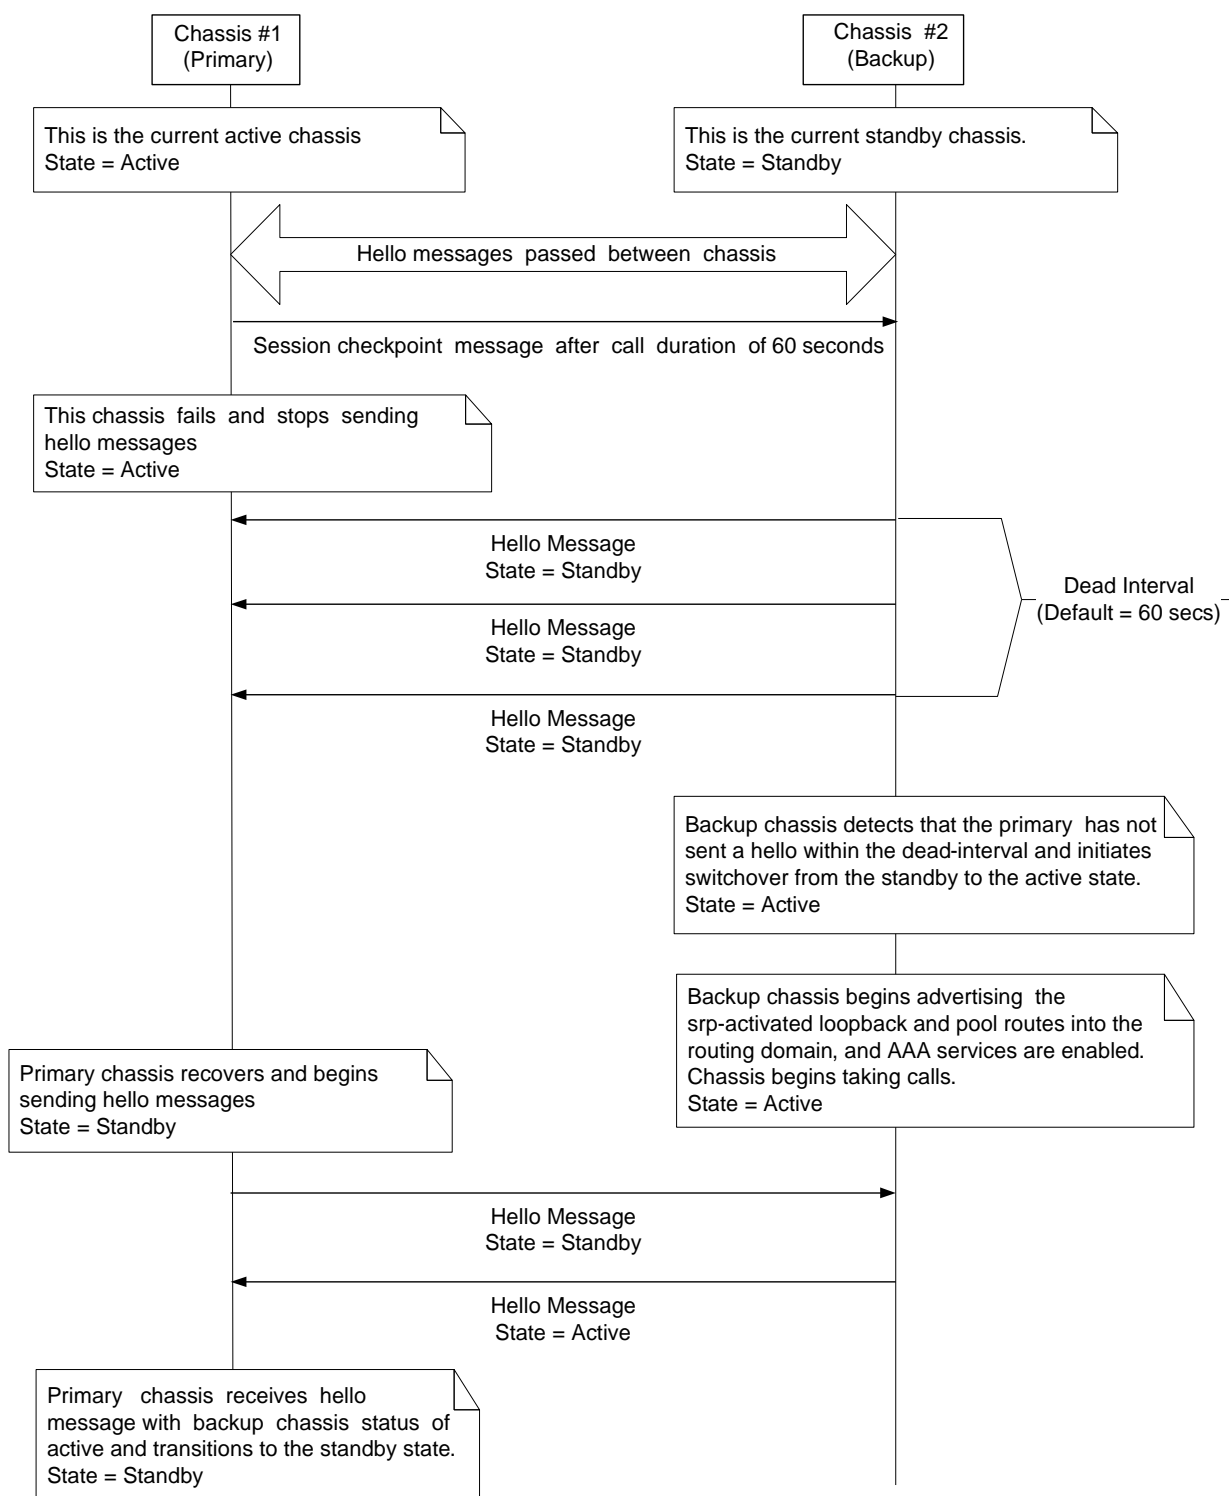 Chassis #1
(Primary)
Chassis #2
(Backup)
This is the current active chassis
State = Active
This is the current standby chassis.
State = Standby
Hello messages passed between chassis
Session checkpoint message after call duration of 60 seconds
This chassis fails and stops sending
hello messages
State = Active
Hello Message
State = Standby
Dead Interval
(Default = 60 secs)
Hello Message
State = Standby
Hello Message
State = Standby
Backup chassis detects that the primary has not
sent a hello within the dead-interval and initiates
switchover from the standby to the active state.
State = Active
Backup chassis begins advertising the
srp-activated loopback and pool routes into the
routing domain, and AAA services are enabled.
Chassis begins taking calls.
State = Active
Primary chassis recovers and begins
sending hello messages
State = Standby
Hello Message
State = Standby
Hello Message
State = Active
Primary chassis receives hello
message with backup chassis status of
active and transitions to the standby state.
State = Standby